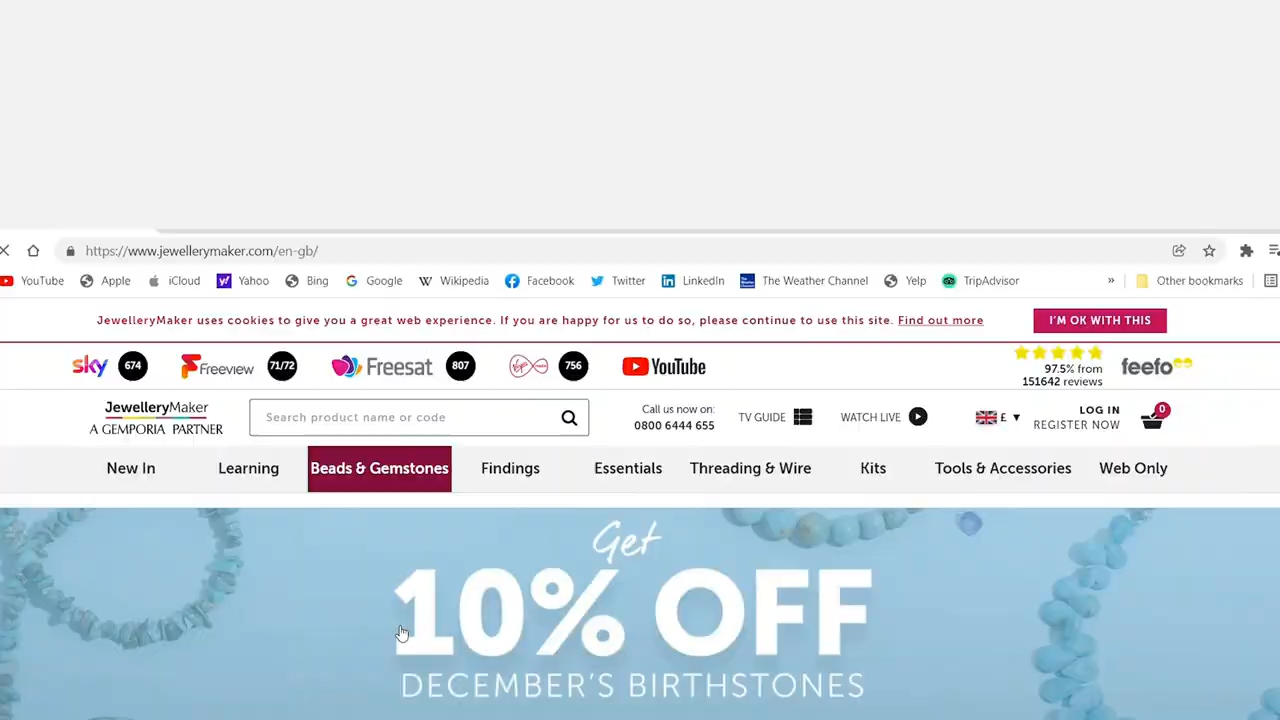 https://www.jewellerymaker.com/en-gb/
YouTube Apple iCloud Yahoo Bing Google Wikipedia Facebook Twitter LinkedIn The Weather Channel Yelp TripAdvisor » Other bookmarks
JewelleryMaker uses cookies to give you a great web experience. If you are happy for us to do so, please continue to use this site. Find out more
I'M OK WITH THIS
sky 674 Freeview 71/72 Freesat 807 756 YouTube
97.5% from
151642 reviews
feefo
JewelleryMaker
A GEMPORIA PARTNER
Search product name or code
Call us now on:
0800 6444 655
TV GUIDE
WATCH LIVE
£ ▼
LOG IN
REGISTER NOW
0
New In Learning Beads & Gemstones Findings Essentials Threading & Wire Kits Tools & Accessories Web Only
Get
10% OFF
DECEMBER'S BIRTHSTONES